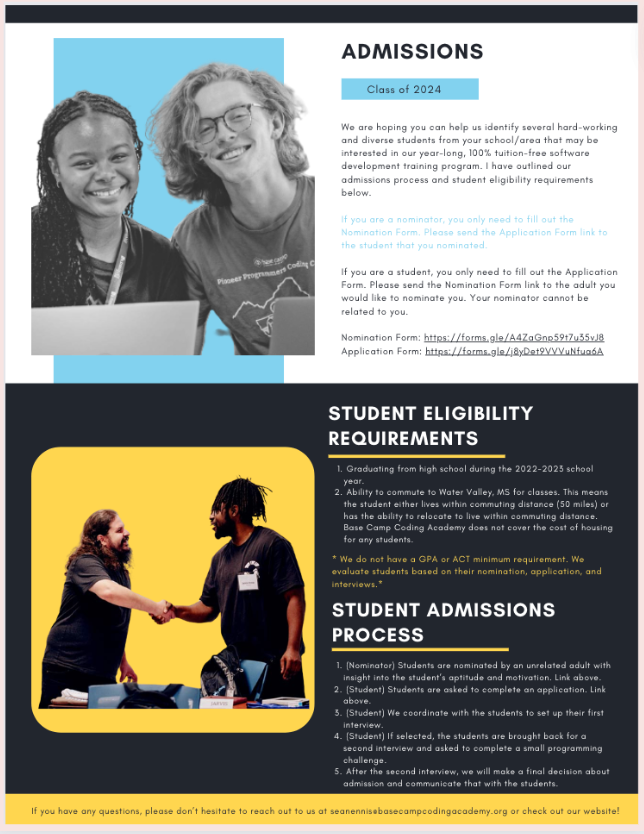 ADMISSIONS
Class of 2024
We are hoping you can help us identify several hard-working
and diverse students from your school/area that may be
interested in our year-long, 100% tuition-free software
development training program. I have outlined our
admissions process and student eligibility requirements
below.
If you are a nominator, you only need to fill out the
Nomination Form. Please send the Application Form link to
the student that you nominated.
If you are a student, you only need to fill out the Application
Form. Please send the Nomination Form link to the adult you
would like to nominate you. Your nominator cannot be
related to you.
Nomination Form: https://forms.gle/A4ZaGnp59t7u35vJ8
Application Form: https://forms.gle/j8yDet9VVVuNfua6A
Pioneer Programmers Coding
STUDENT ELIGIBILITY
REQUIREMENTS
1. Graduating from high school during the 2022-2023 school
year.
2. Ability to commute to Water Valley, MS for classes. This means
the student either lives within commuting distance (50 miles) or
has the ability to relocate to live within commuting distance.
Base Camp Coding Academy does not cover the cost of housing
for any students.
* We do not have a GPA or ACT minimum requirement. We
evaluate students based on their nomination, application, and
interviews.*
STUDENT ADMISSIONS
PROCESS
1. (Nominator) Students are nominated by an unrelated adult with
insight into the student's aptitude and motivation. Link above.
2. (Student) Students are asked to complete an application. Link
above.
3. (Student) We coordinate with the students to set up their first
interview.
4. (Student) If selected, the students are brought back for a
second interview and asked to complete a small programming
challenge.
5. After the second interview, we will make a final decision about
admission and communicate that with the students.
If you have any questions, please don't hesitate to reach out to us at seanennisebasecampcodingacademy.org or check out our website!